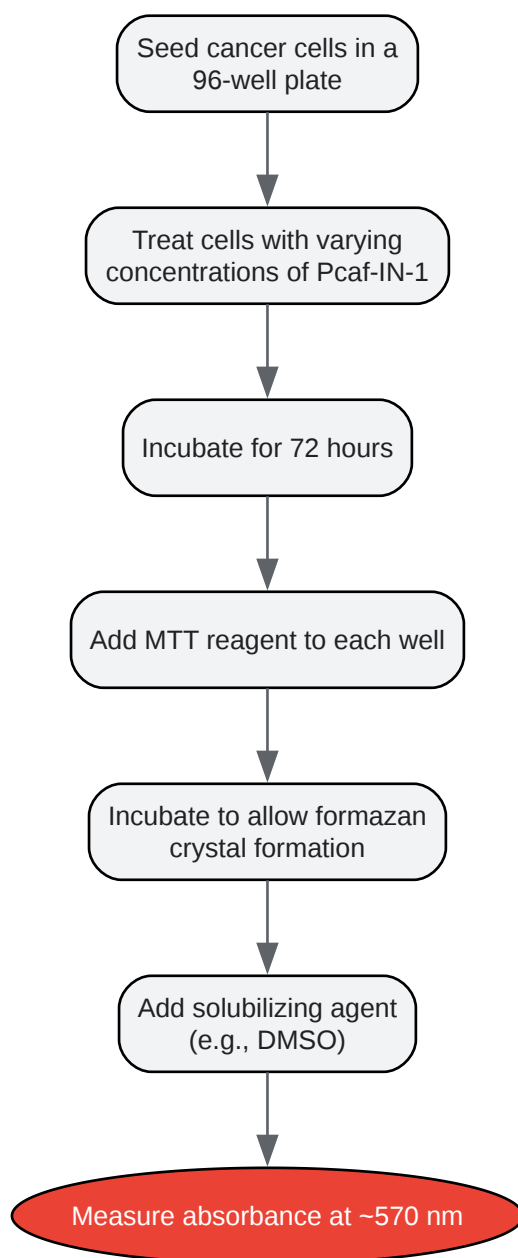 Seed cancer cells in a
96-well plate
Treat cells with varying
concentrations of Pcaf-IN-1
Incubate for 72 hours
Add MTT reagent to each well
Incubate to allow formazan
crystal formation
Add solubilizing agent
(e.g., DMSO)
Measure absorbance at ~570 nm